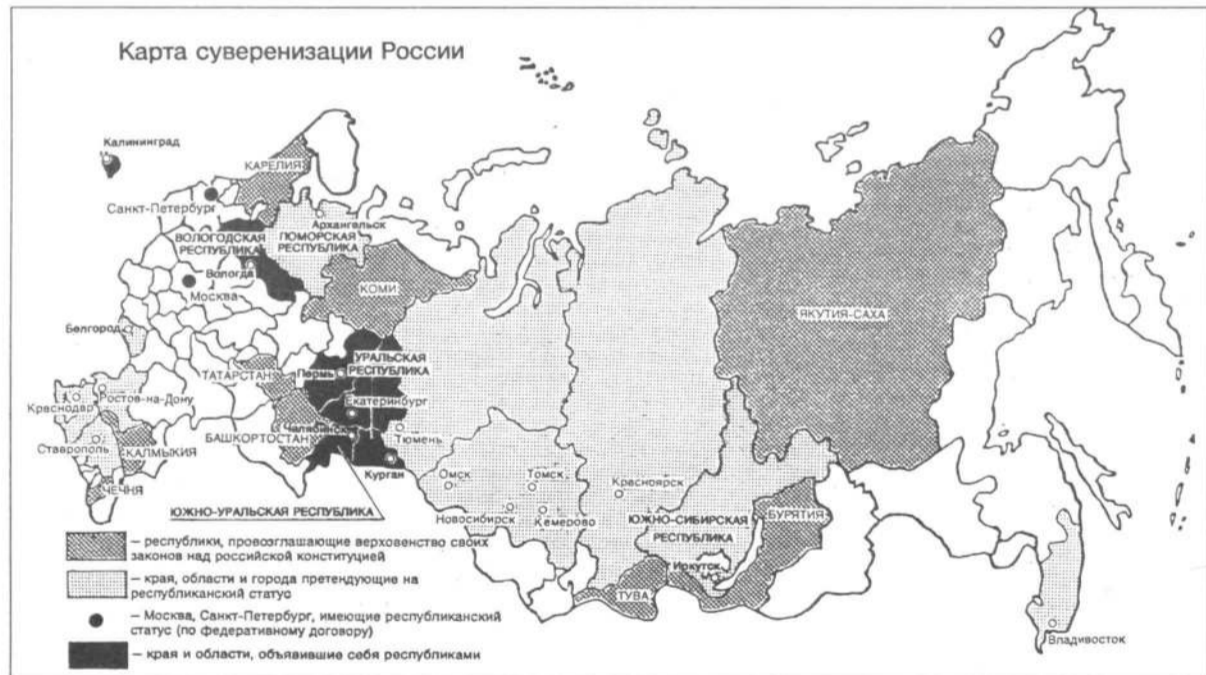 Карта суверенизации России
Калининград
КАРЕЛИЯ
Санкт-Петербург
Архангельск
ВОЛОГОДСКАЯ
РЕСПУБЛИКА
ПОМОРСКАЯ
РЕСПУБЛИКА
Вологда
Москва
КОМИ
ЯКУТИЯ-САХА
Белгород
ТАТАРСТАН
Пермь
УРАЛЬСКАЯ
РЕСПУБЛИКА
Краснодар
Ростов-на-Дону
Екатеринбург
Челябинск
Тюмень
Ставрополь
КАЛМЫКИЯ
БАШКОРТОСТАН
Курган
Омск
Томск
Красноярск
ЧЕЧНЯ
Новосибирск
Кемерово
ЮЖНО-СИБИРСКАЯ
РЕСПУБЛИКА
БУРЯТИЯ
ЮЖНО-УРАЛЬСКАЯ РЕСПУБЛИКА
Иркутск
ТУВА
Владивосток
– республики, провозглашающие верховенство своих
законов над российской конституцией
– края, области и города претендующие на
республиканский статус
– Москва, Санкт-Петербург, имеющие республиканский
статус (по федеративному договору)
– края и области, объявившие себя республиками